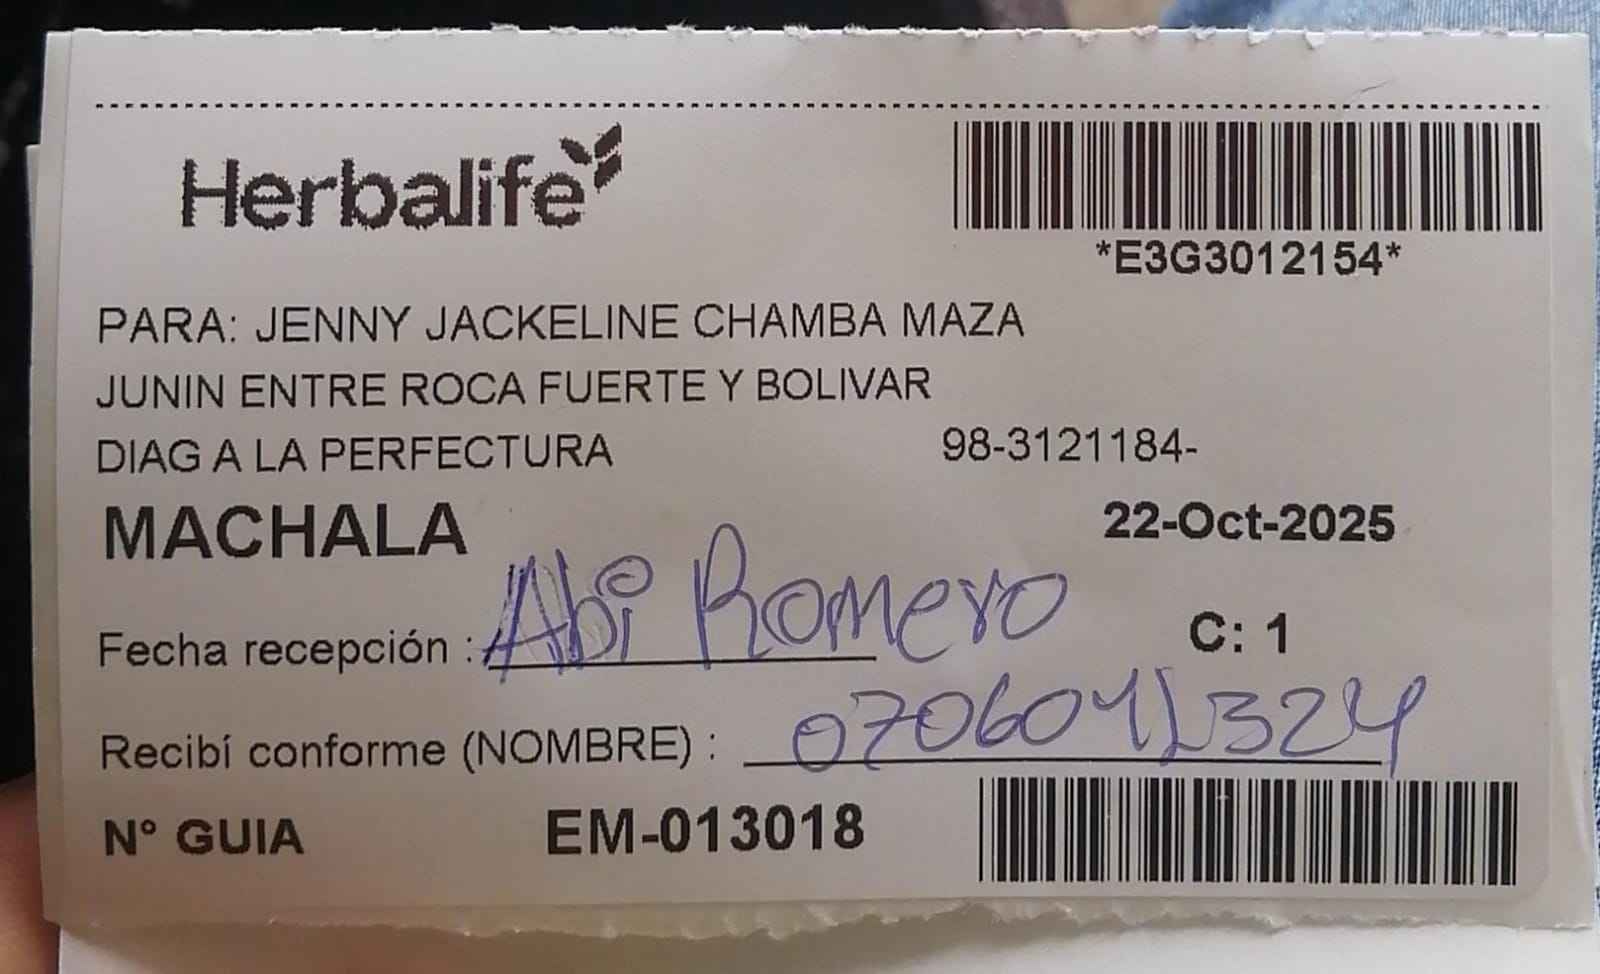 Herbalife
*E3G3012154*
PARA: JENNY JACKELINE CHAMBA MAZA
JUNIN ENTRE ROCA FUERTE Y BOLIVAR
DIAG A LA PERFECTURA 98-3121184-
MACHALA 22-Oct-2025
Fecha recepción : Abi Romero C: 1
Recibí conforme (NOMBRE) :
N° GUIA EM-013018